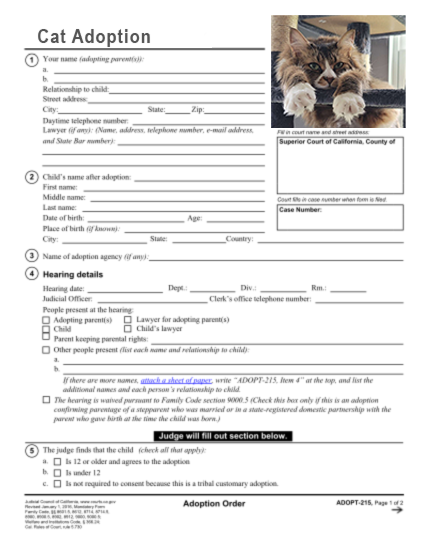 Cat Adoption
1 Your name (adopting parent(s)):
a.
b.
Relationship to child:
Street address:
City: State: Zip:
Daytime telephone number:
Lawyer (if any): (Name, address, telephone number, e-mail address,
and State Bar number):
Fill in court name and street address:
Superior Court of California, County of
Court fills in case number when form is filed.
Case Number:
2 Child's name after adoption:
First name:
Middle name:
Last name:
Date of birth: Age:
Place of birth (if known):
City: State: Country:
3 Name of adoption agency (if any):
4 Hearing details
Hearing date: Dept.: Div.: Rm.:
Judicial Officer: Clerk's office telephone number:
People present at the hearing:
Adopting parent(s) Lawyer for adopting parent(s)
Child Child's lawyer
Parent keeping parental rights:
Other people present (list each name and relationship to child):
a.
b.
If there are more names, attach a sheet of paper, write "ADOPT-215, Item 4" at the top, and list the
additional names and each person's relationship to child.
The hearing is waived pursuant to Family Code section 9000.5 (Check this box only if this is an adoption
confirming parentage of a stepparent who was married or in a state-registered domestic partnership with the
parent who gave birth at the time the child was born.)
Judge will fill out section below.
5 The judge finds that the child (check all that apply):
a. Is 12 or older and agrees to the adoption
b. Is under 12
c. Is not required to consent because this is a tribal customary adoption.
Judicial Council of California, www.courts.ca.gov
Revised January 1, 2016, Mandatory Form
Family Code, §§ 8601.5, 8612, 8714, 8714.5,
Welfare and Institutions Code, § 366.24;
Cal. Rules of Court, rule 5.730
Adoption Order
ADOPT-215, Page 1 of 2